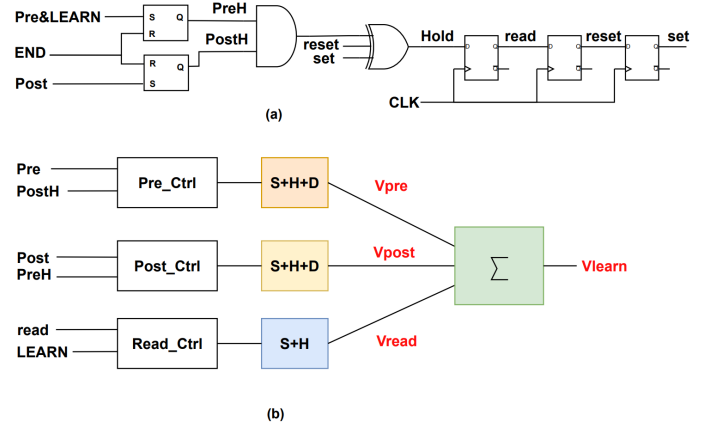 Pre&LEARN
S Q
R
PreH
END
R Q
S
PostH
Post
reset
set
Hold
D Q
Q
read
D Q
Q
reset
D Q
Q
set
CLK
(a)
Pre
PostH
Pre_Ctrl
S+H+D
Vpre
Post
PreH
Post_Ctrl
S+H+D
Vpost
∑
Vlearn
read
LEARN
Read_Ctrl
S+H
Vread
(b)